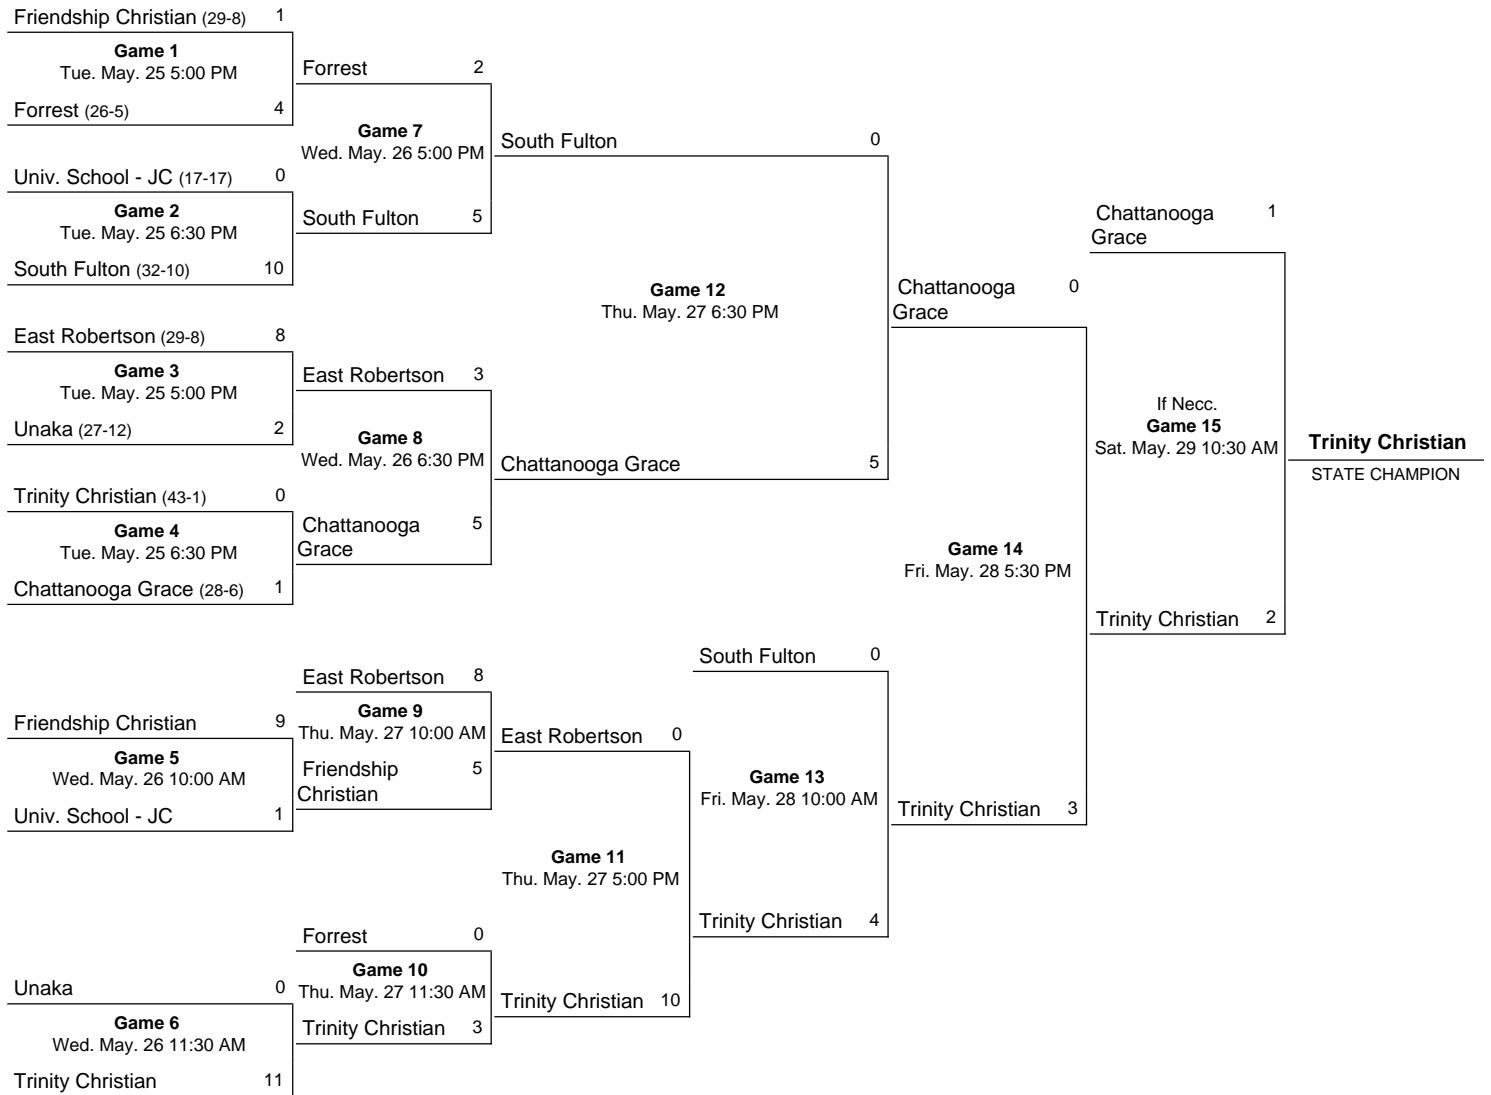 Friendship Christian (29-8) 1
Game 1
Tue. May. 25 5:00 PM
Forrest (26-5) 4
Univ. School - JC (17-17) 0
Game 2
Tue. May. 25 6:30 PM
South Fulton (32-10) 10
East Robertson (29-8) 8
Game 3
Tue. May. 25 5:00 PM
Unaka (27-12) 2
Trinity Christian (43-1) 0
Game 4
Tue. May. 25 6:30 PM
Chattanooga Grace (28-6) 1
Friendship Christian 9
Game 5
Wed. May. 26 10:00 AM
Univ. School - JC 1
Unaka 0
Game 6
Wed. May. 26 11:30 AM
Trinity Christian 11
Forrest 2
Game 7
Wed. May. 26 5:00 PM
South Fulton 5
East Robertson 3
Game 8
Wed. May. 26 6:30 PM
Chattanooga
Grace 5
East Robertson 8
Game 9
Thu. May. 27 10:00 AM
Friendship
Christian 5
Forrest 0
Game 10
Thu. May. 27 11:30 AM
Trinity Christian 3
South Fulton 0
Game 12
Thu. May. 27 6:30 PM
Chattanooga Grace 5
East Robertson 0
Game 11
Thu. May. 27 5:00 PM
Trinity Christian 10
South Fulton 0
Game 13
Fri. May. 28 10:00 AM
Trinity Christian 4
Chattanooga
Grace 0
Game 14
Fri. May. 28 5:30 PM
Trinity Christian 3
Chattanooga
Grace 1
If Necc.
Game 15
Sat. May. 29 10:30 AM
Trinity Christian 2
Trinity Christian
STATE CHAMPION